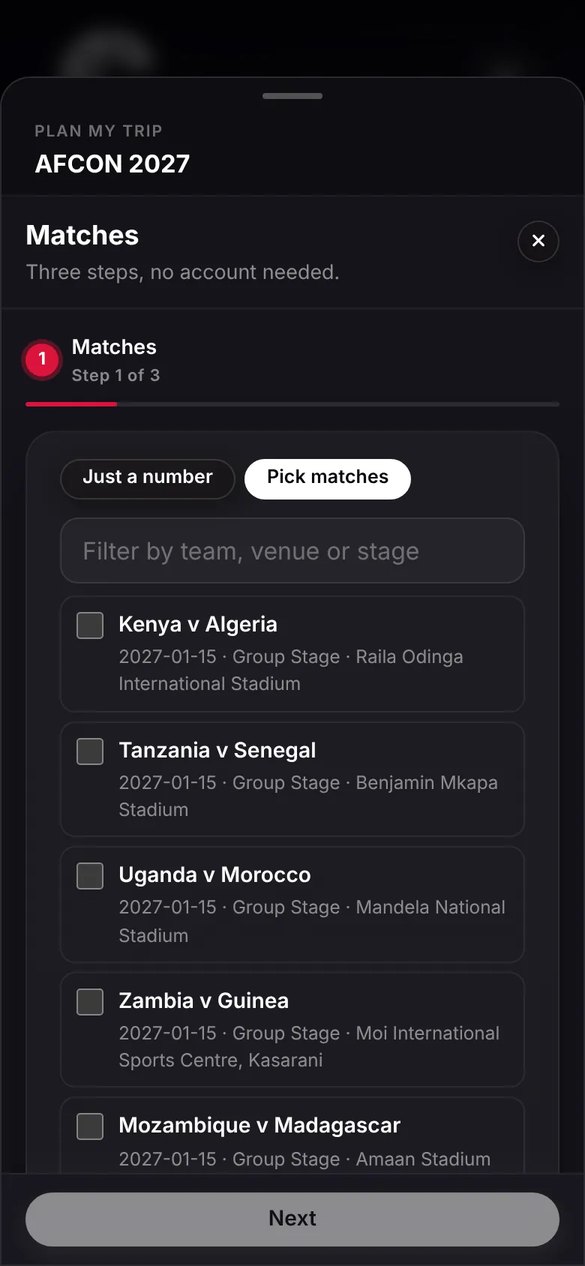 PLAN MY TRIP
AFCON 2027
Matches
Three steps, no account needed.
1
Matches
Step 1 of 3
Just a number
Pick matches
Filter by team, venue or stage
Kenya v Algeria
2027-01-15 · Group Stage · Raila Odinga
International Stadium
Tanzania v Senegal
2027-01-15 · Group Stage · Benjamin Mkapa
Stadium
Uganda v Morocco
2027-01-15 · Group Stage · Mandela National
Stadium
Zambia v Guinea
2027-01-15 · Group Stage · Moi International
Sports Centre, Kasarani
Mozambique v Madagascar
2027-01-15 · Group Stage · Amaan Stadium
Next